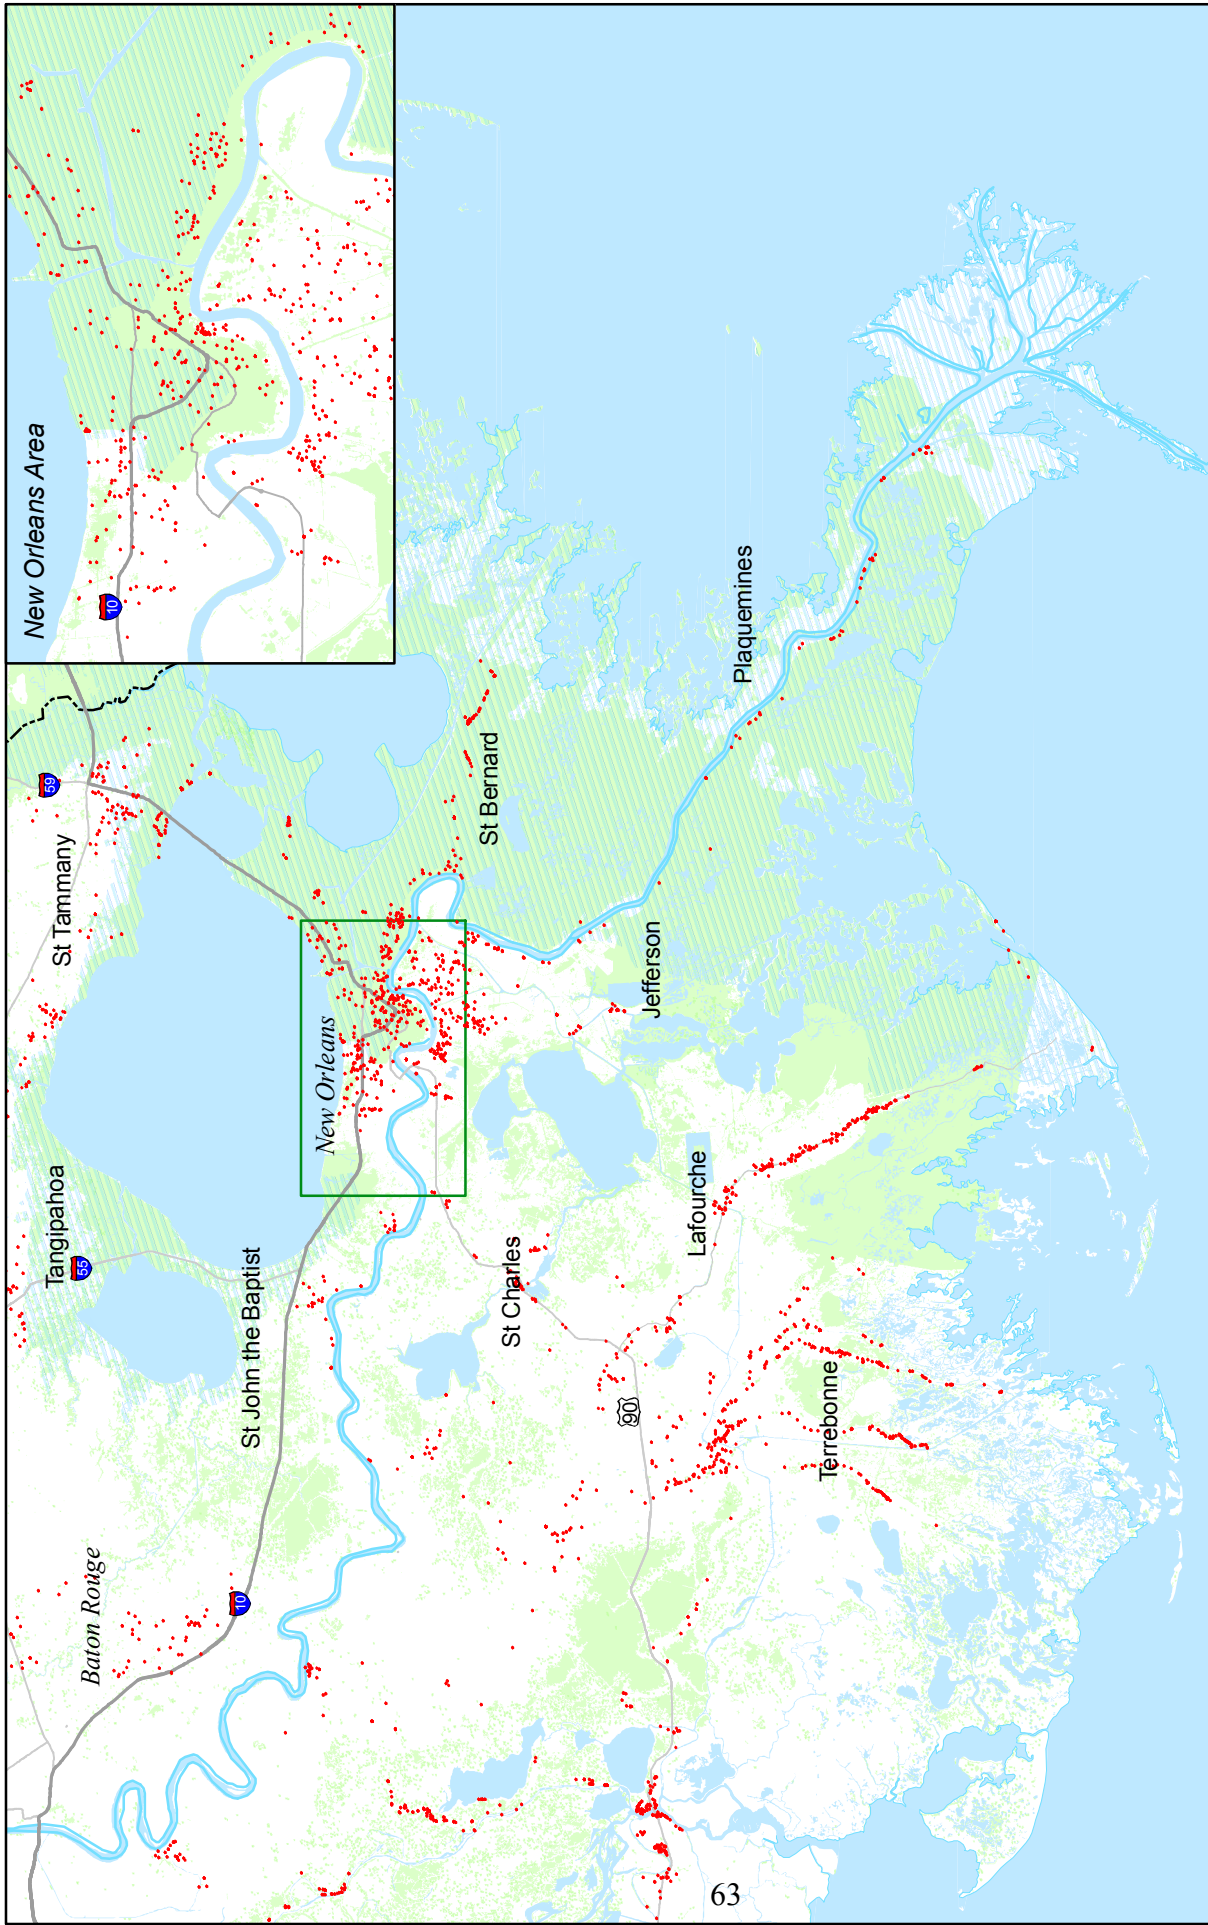 New Orleans Area
10
59
St Tammany
Tangipahoa
55
New Orleans
St John the Baptist
Baton Rouge
10
St Bernard
St Charles
Plaquemines
Jefferson
Lafourche
90
Terrebonne
63